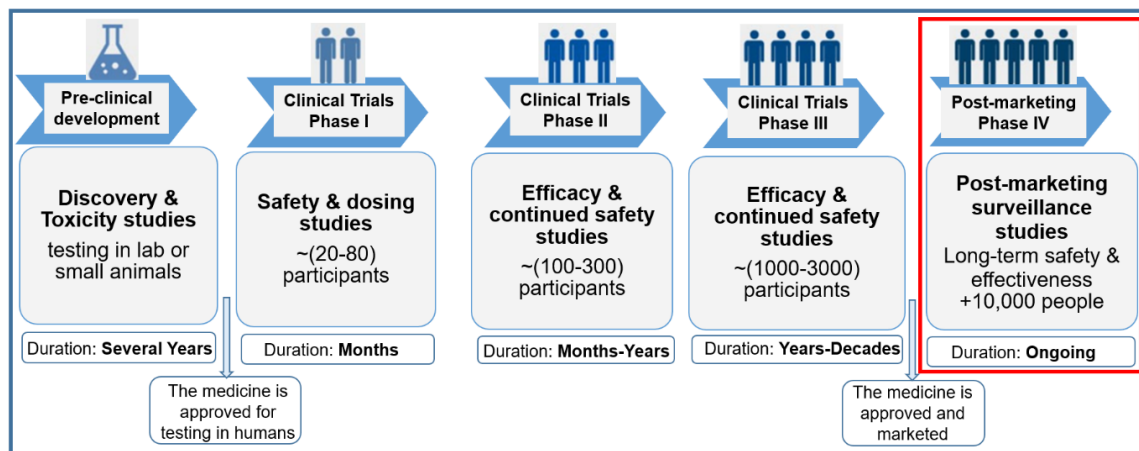 Pre-clinical
development
Clinical Trials
Phase I
Clinical Trials
Phase II
Clinical Trials
Phase III
Post-marketing
Phase IV
Discovery &
Toxicity studies
testing in lab or
small animals
Safety & dosing
studies
~(20-80)
participants
Efficacy &
continued safety
studies
~(100-300)
participants
Efficacy &
continued safety
studies
~(1000-3000)
participants
Post-marketing
surveillance
studies
Long-term safety &
effectiveness
+10,000 people
Duration: Several Years
Duration: Months
Duration: Months-Years
Duration: Years-Decades
Duration: Ongoing
The medicine is
approved for
testing in humans
The medicine is
approved and
marketed